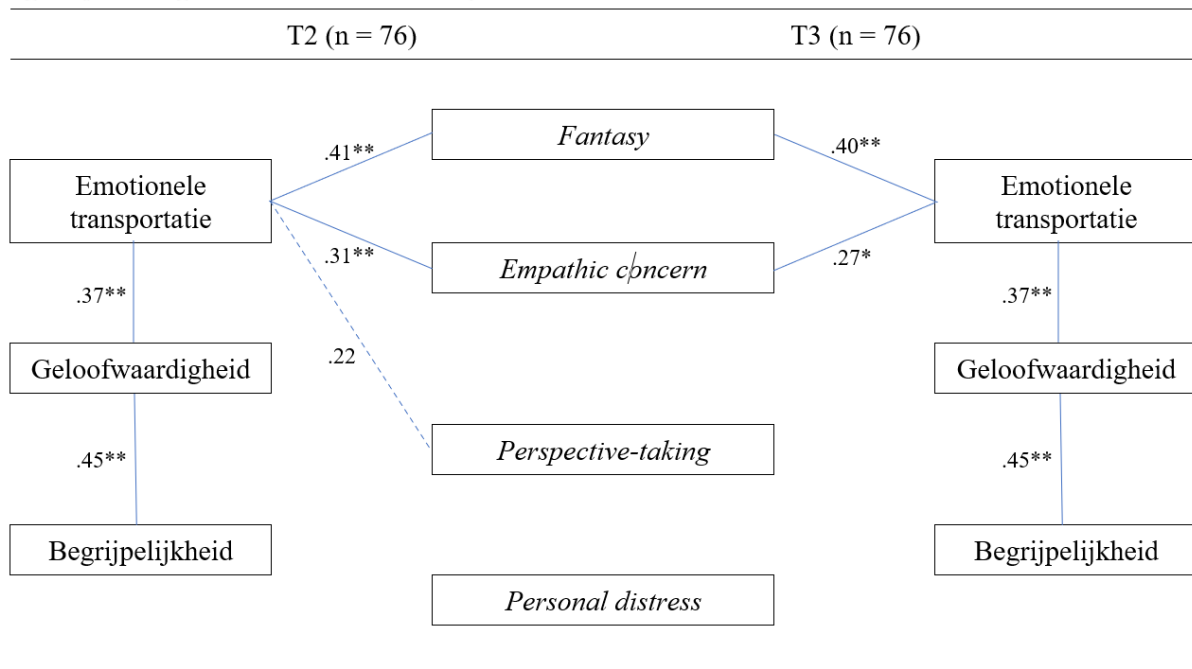 T2 (n = 76)
T3 (n = 76)
Fantasy
.41**
.40**
Emotionele
transportatie
Emotionele
transportatie
.31**
Empathic concern
.27*
.37**
.37**
.22
Geloofwaardigheid
Geloofwaardigheid
Perspective-taking
.45**
.45**
Begrijpelijkheid
Begrijpelijkheid
Personal distress